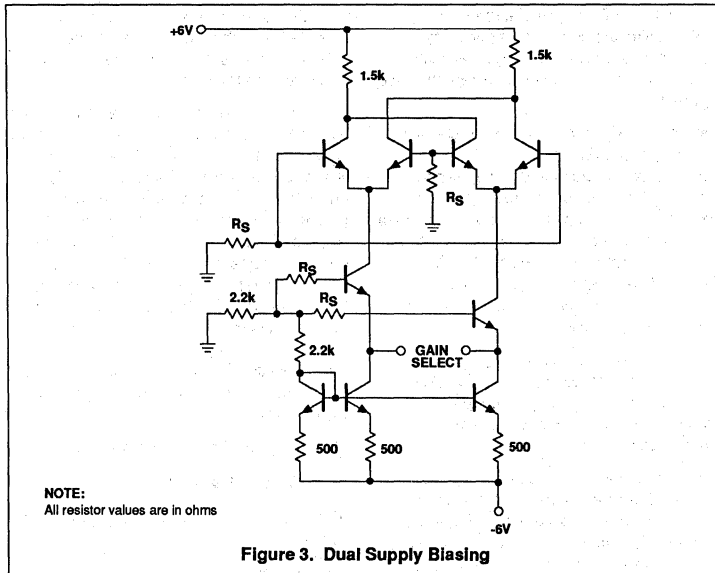 +6V
1.5k
1.5k
RS
RS
RS
2.2k
RS
2.2k
GAIN
SELECT
500
500
500
NOTE:
All resistor values are in ohms
-6V
Figure 3. Dual Supply Biasing